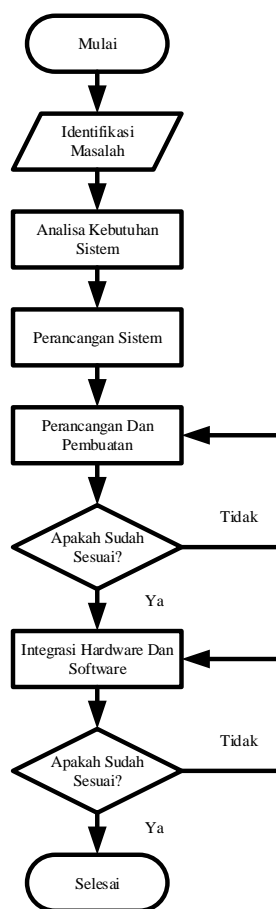 Mulai
Identifikasi
Masalah
Analisa Kebutuhan
Sistem
Perancangan Sistem
Perancangan Dan
Pembuatan
Apakah Sudah
Sesuai?
Tidak
Ya
Integrasi Hardware Dan
Software
Apakah Sudah
Sesuai?
Tidak
Ya
Selesai